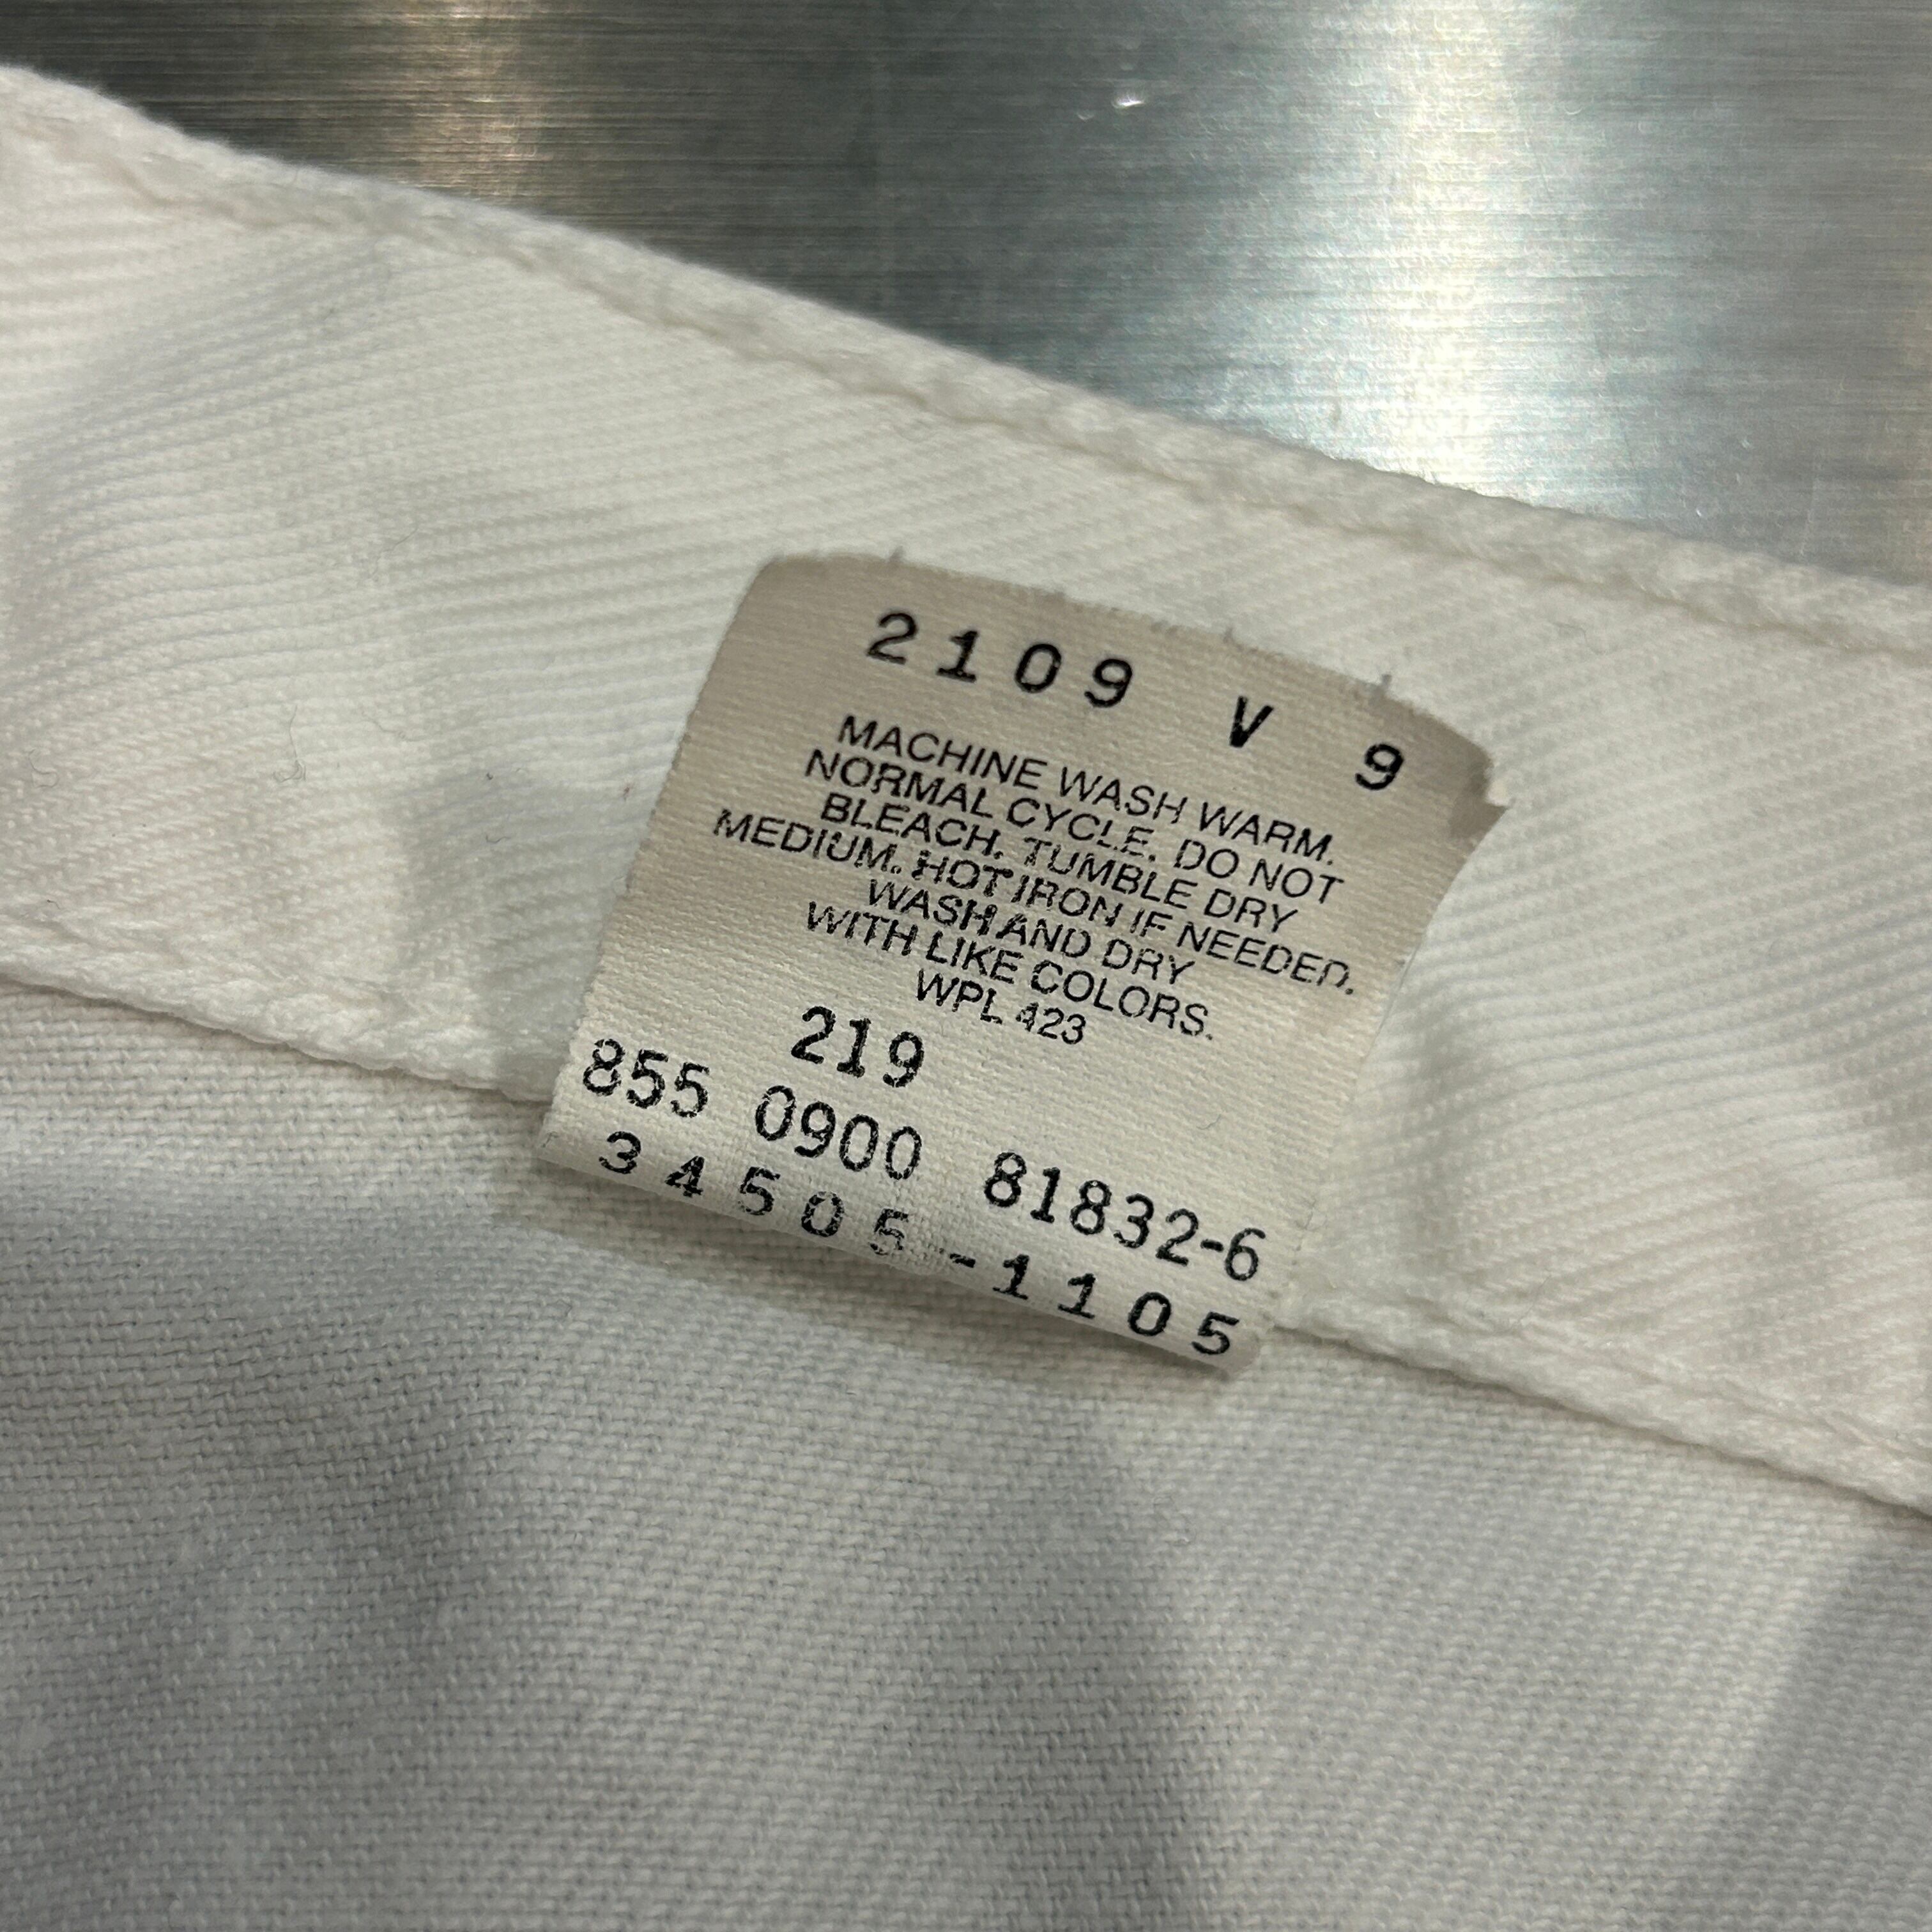 2109 V 9
MACHINE WASH WARM.
NORMAL CYCLE. DO NOT
BLEACH. TUMBLE DRY
MEDIUM. HOT IRON IF NEEDED.
WASH AND DRY
WITH LIKE COLORS.
WPL 423
219
855 0900 81832-6
34505-1105